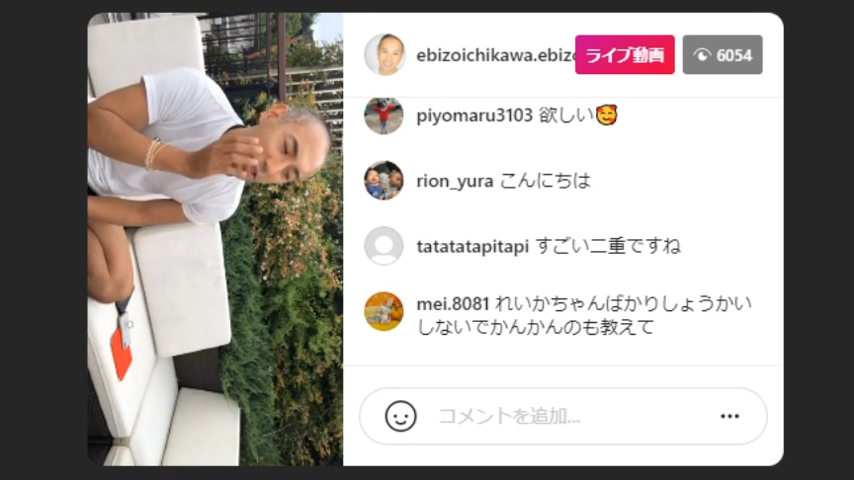 ebizoichikawa.ebizo
ライブ動画
6054
piyomaru3103 欲しい🥰
rion_yura こんにちは
tatatatapitapi すごい二重ですね
mei.8081 れいかちゃんばかりしょうかい
しないでかんかんのも教えて
コメントを追加...